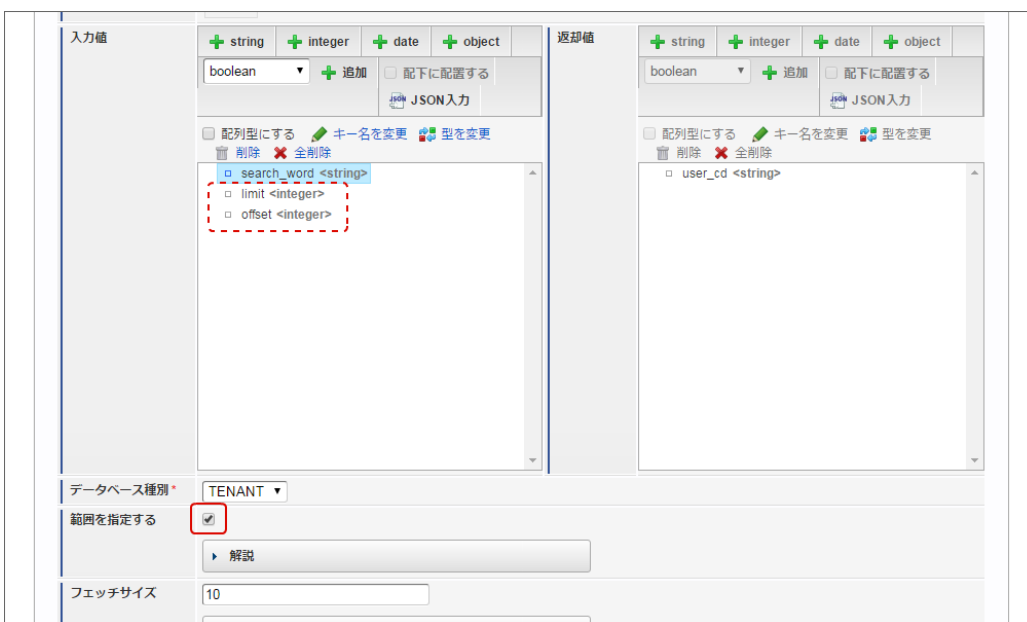 入力値
string integer date object
boolean 追加 配下に配置する
JSON JSON入力
配列型にする キー名を変更 型を変更
削除 全削除
search_word <string>
limit <integer>
offset <integer>
返却値
string integer date object
boolean 追加 配下に配置する
JSON JSON入力
配列型にする キー名を変更 型を変更
削除 全削除
user_cd <string>
データベース種別* TENANT
範囲を指定する
解説
フェッチサイズ 10